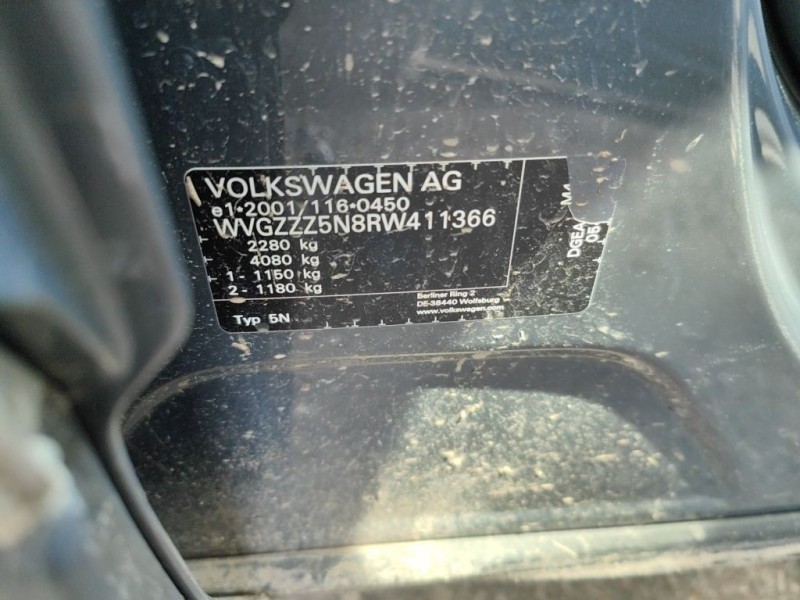 VOLKSWAGEN AG
e1*2001/116*0450
WVGZZZ5N8RW411366
2280 kg
4080 kg
1 - 1150 kg
2 - 1180 kg
Berliner Ring 2
DE-38440 Wolfsburg
www.volkswagen.com
Typ 5N
DGEA
05